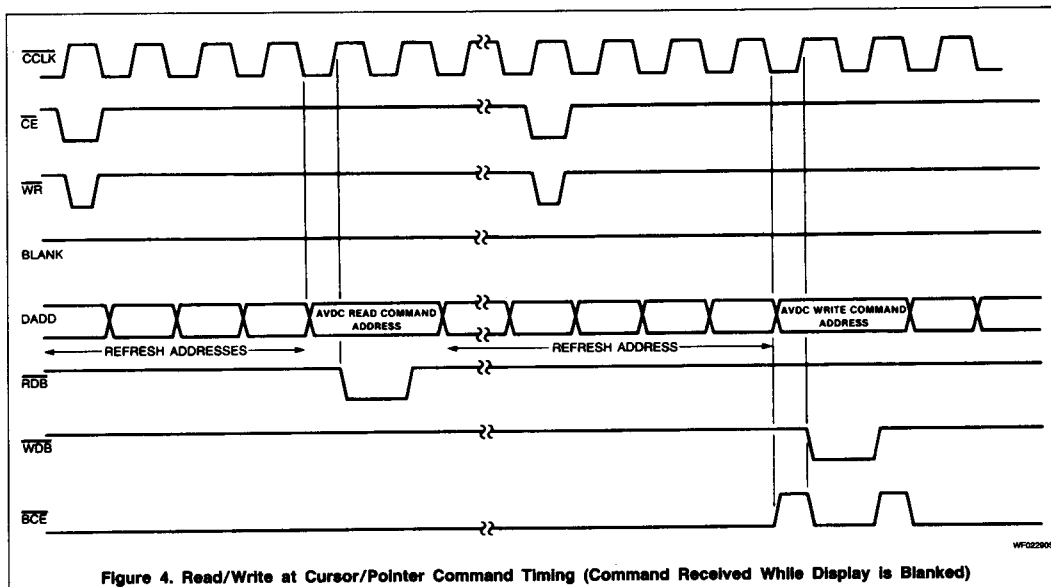 CCLK
CE
WR
BLANK
DADD
AVDC READ COMMAND
ADDRESS
AVDC WRITE COMMAND
ADDRESS
REFRESH ADDRESSES
REFRESH ADDRESS
RDB
WDB
BCE
WF022905
Figure 4. Read/Write at Cursor/Pointer Command Timing (Command Received While Display is Blanked)